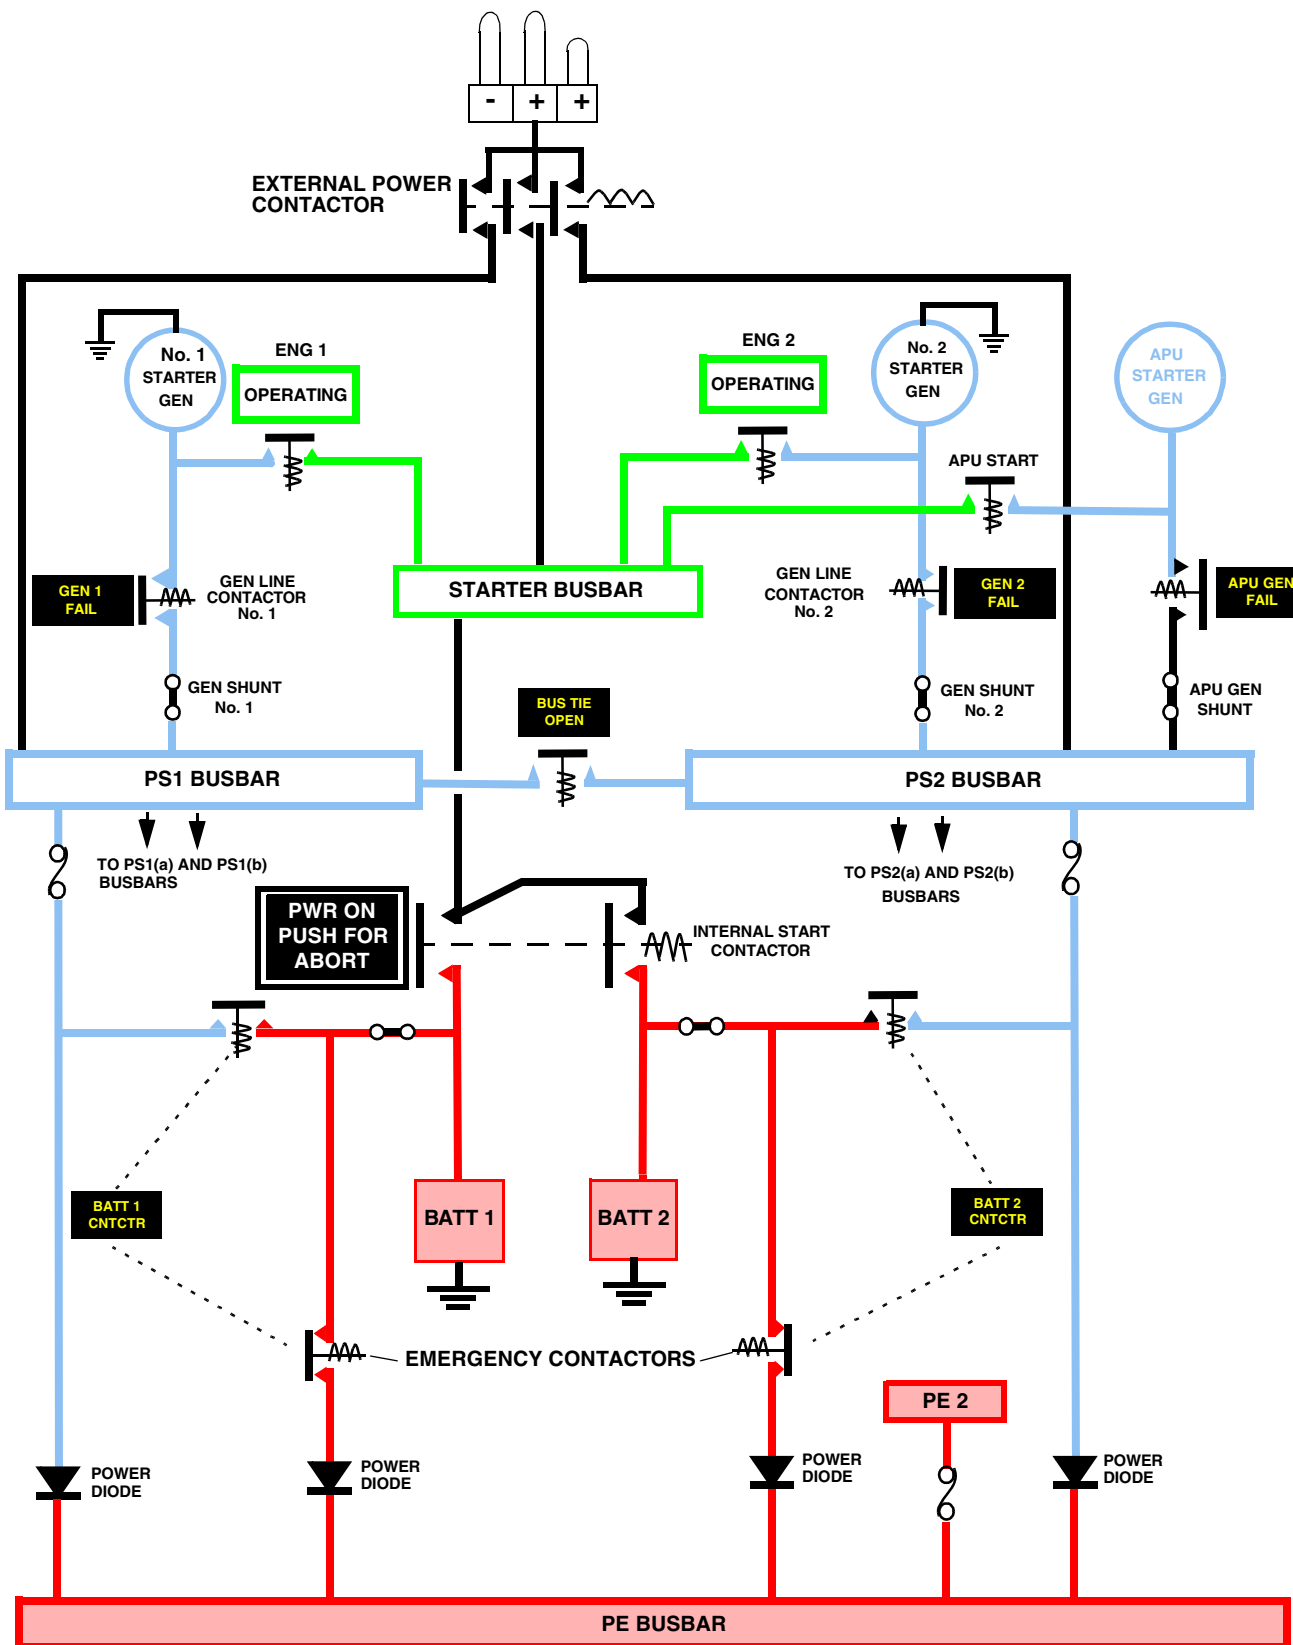 - + +
EXTERNAL POWER
CONTACTOR
No. 1
STARTER
GEN
ENG 1
OPERATING
ENG 2
OPERATING
No. 2
STARTER
GEN
APU
STARTER
GEN
APU START
GEN 1
FAIL
GEN LINE
CONTACTOR
No. 1
STARTER BUSBAR
GEN LINE
CONTACTOR
No. 2
GEN 2
FAIL
APU GEN
FAIL
GEN SHUNT
No. 1
BUS TIE
OPEN
GEN SHUNT
No. 2
APU GEN
SHUNT
PS1 BUSBAR
PS2 BUSBAR
TO PS1(a) AND PS1(b)
BUSBARS
TO PS2(a) AND PS2(b)
BUSBARS
PWR ON
PUSH FOR
ABORT
INTERNAL START
CONTACTOR
BATT 1
CNTCTR
BATT 1
BATT 2
BATT 2
CNTCTR
EMERGENCY CONTACTORS
PE 2
POWER
DIODE
POWER
DIODE
POWER
DIODE
POWER
DIODE
PE BUSBAR